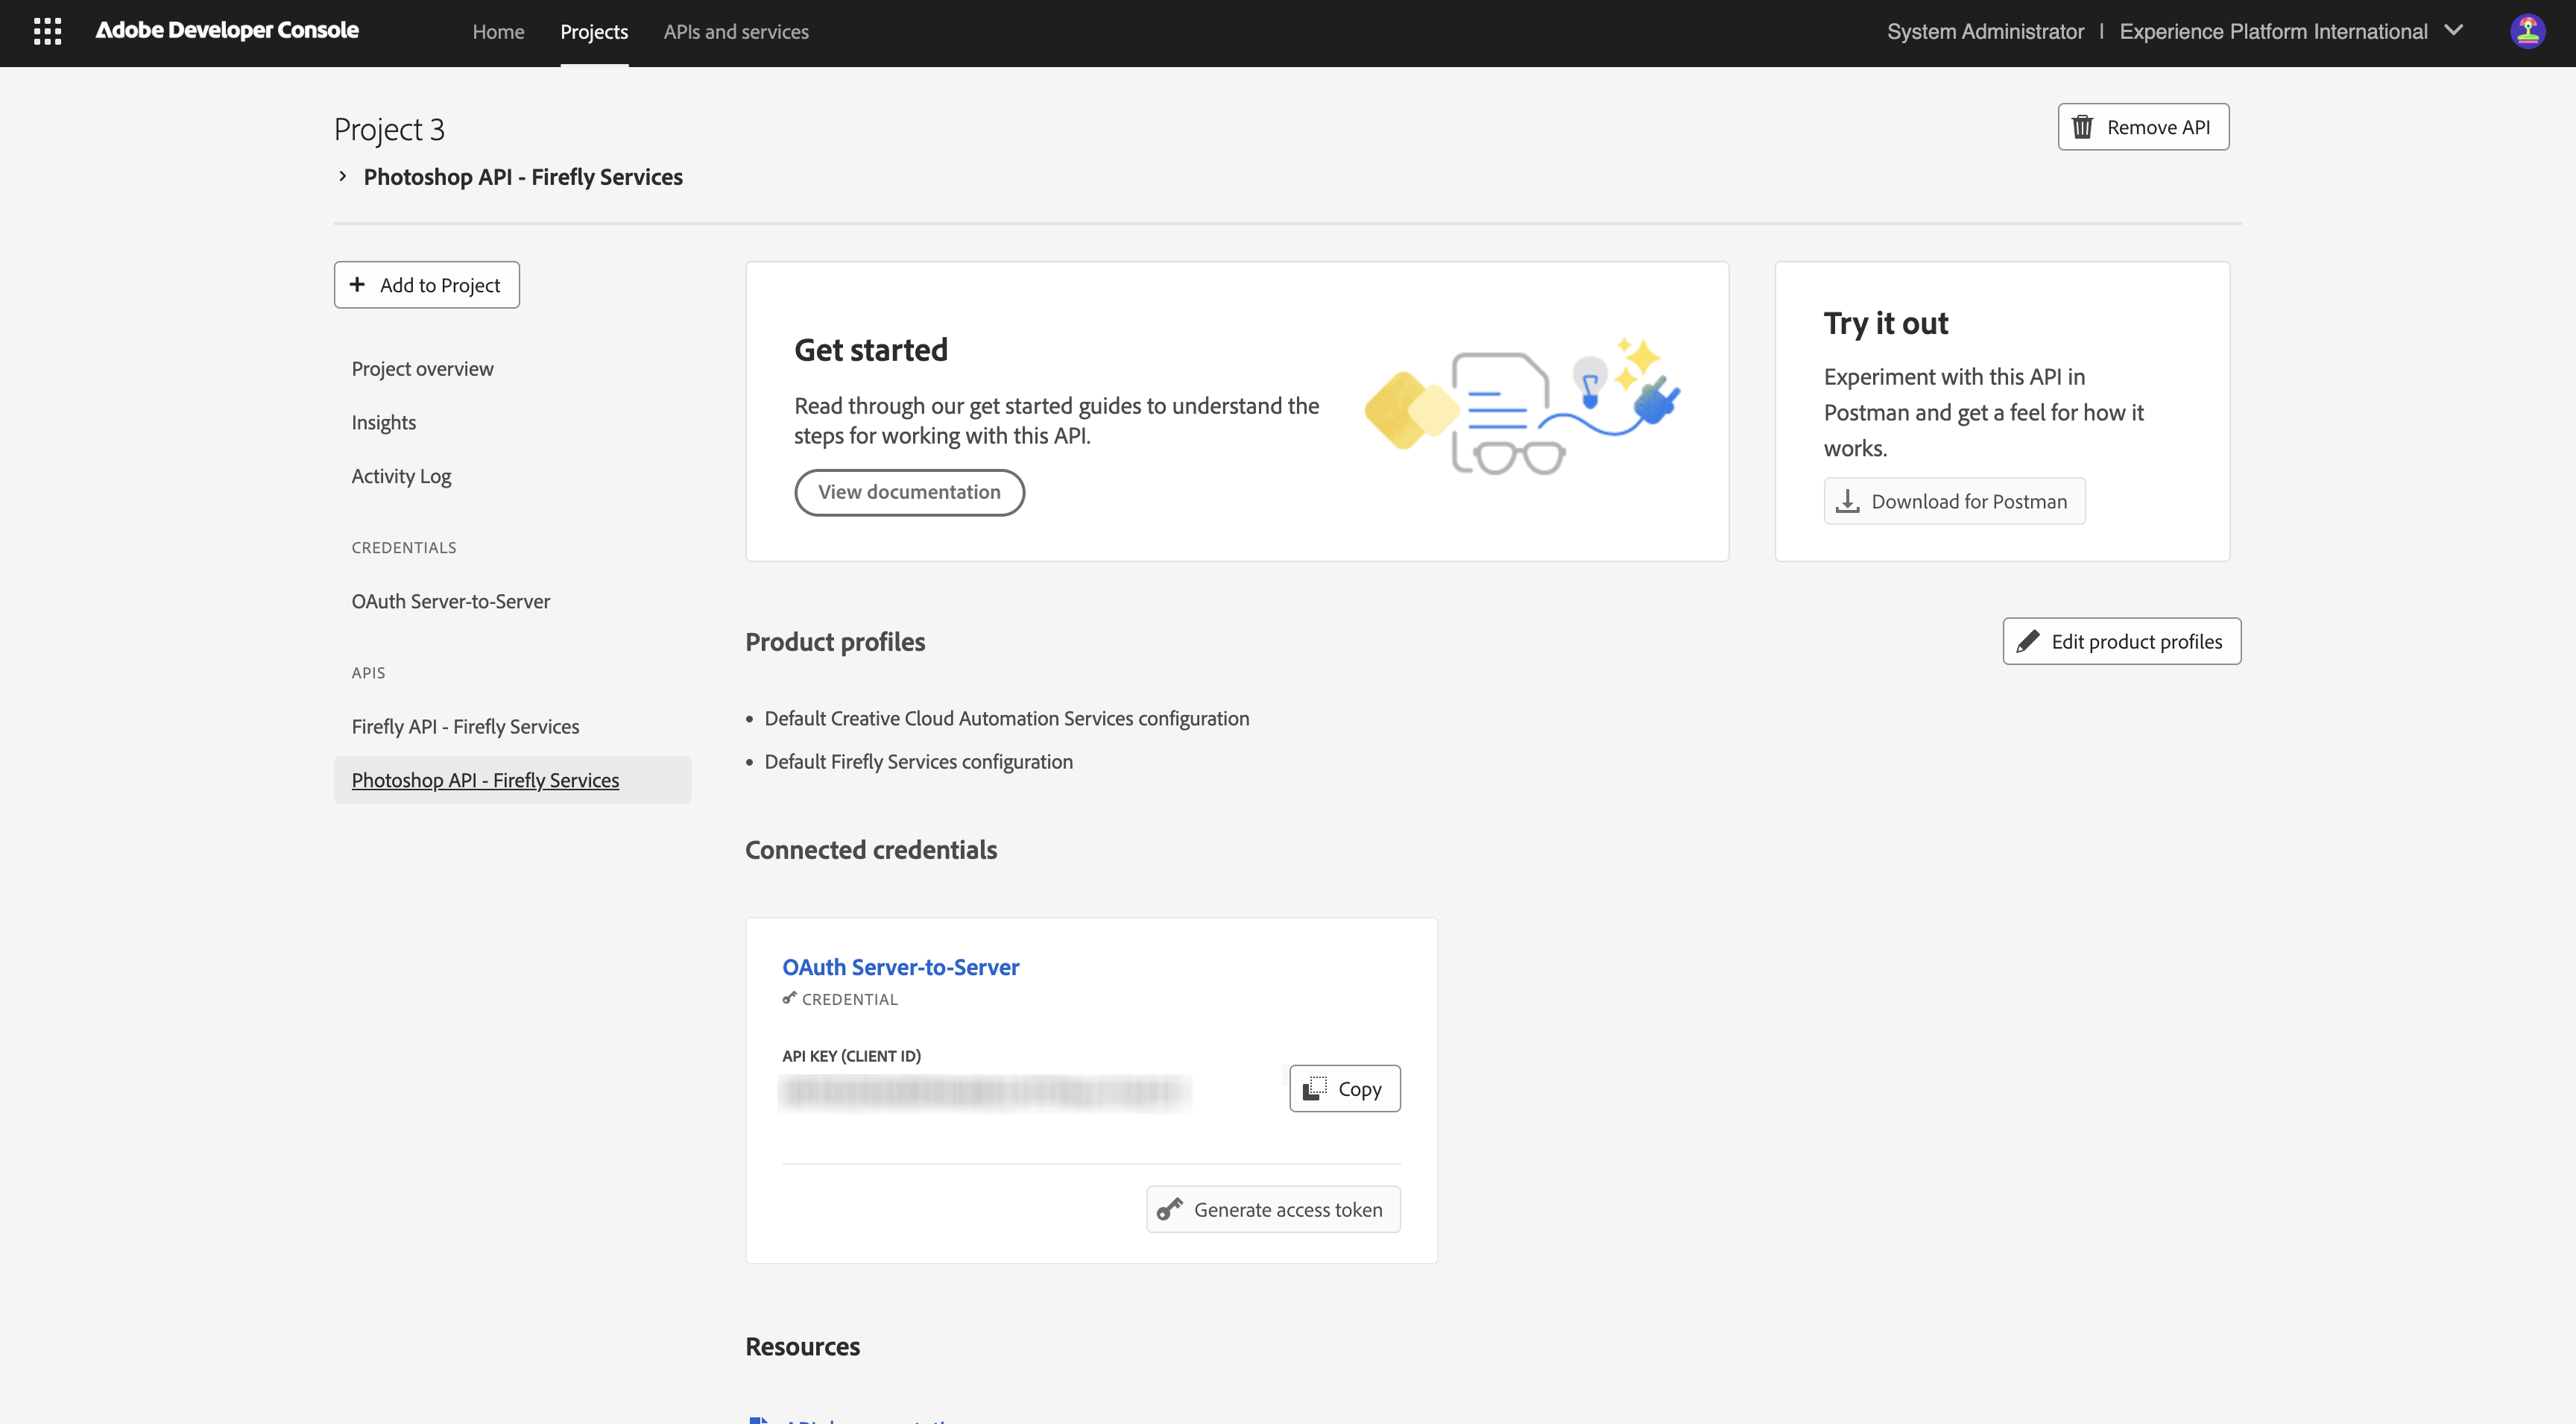 Adobe Developer Console
Home
Projects
APIs and services
System Administrator | Experience Platform International
Project 3
Photoshop API - Firefly Services
Remove API
Add to Project
Project overview
Insights
Activity Log
CREDENTIALS
OAuth Server-to-Server
APIS
Firefly API - Firefly Services
Photoshop API - Firefly Services
Get started
Read through our get started guides to understand the
steps for working with this API.
View documentation
Try it out
Experiment with this API in
Postman and get a feel for how it
works.
Download for Postman
Product profiles
Edit product profiles
Default Creative Cloud Automation Services configuration
Default Firefly Services configuration
Connected credentials
OAuth Server-to-Server
CREDENTIAL
API KEY (CLIENT ID)
Copy
Generate access token
Resources